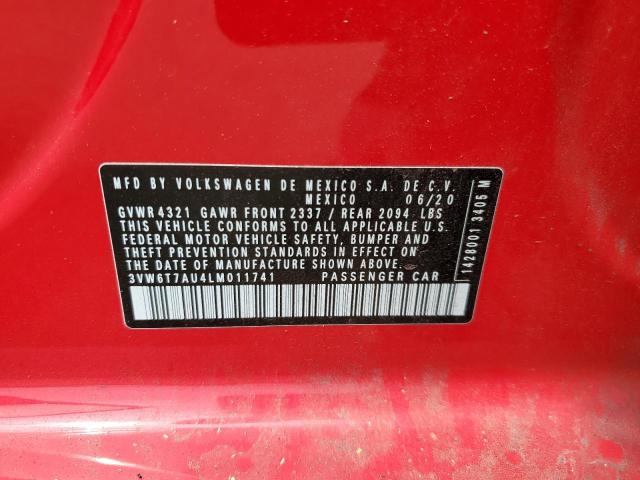 MFD BY VOLKSWAGEN DE MEXICO S.A. DE C.V.
MEXICO 06/20
GVWR 4321 GAWR FRONT 2337 / REAR 2094 LBS
THIS VEHICLE CONFORMS TO ALL APPLICABLE U.S.
FEDERAL MOTOR VEHICLE SAFETY, BUMPER AND
THEFT PREVENTION STANDARDS IN EFFECT ON
THE DATE OF MANUFACTURE SHOWN ABOVE
3VW6T7AU4LM011741 PASSENGER CAR
1428001 3405 M